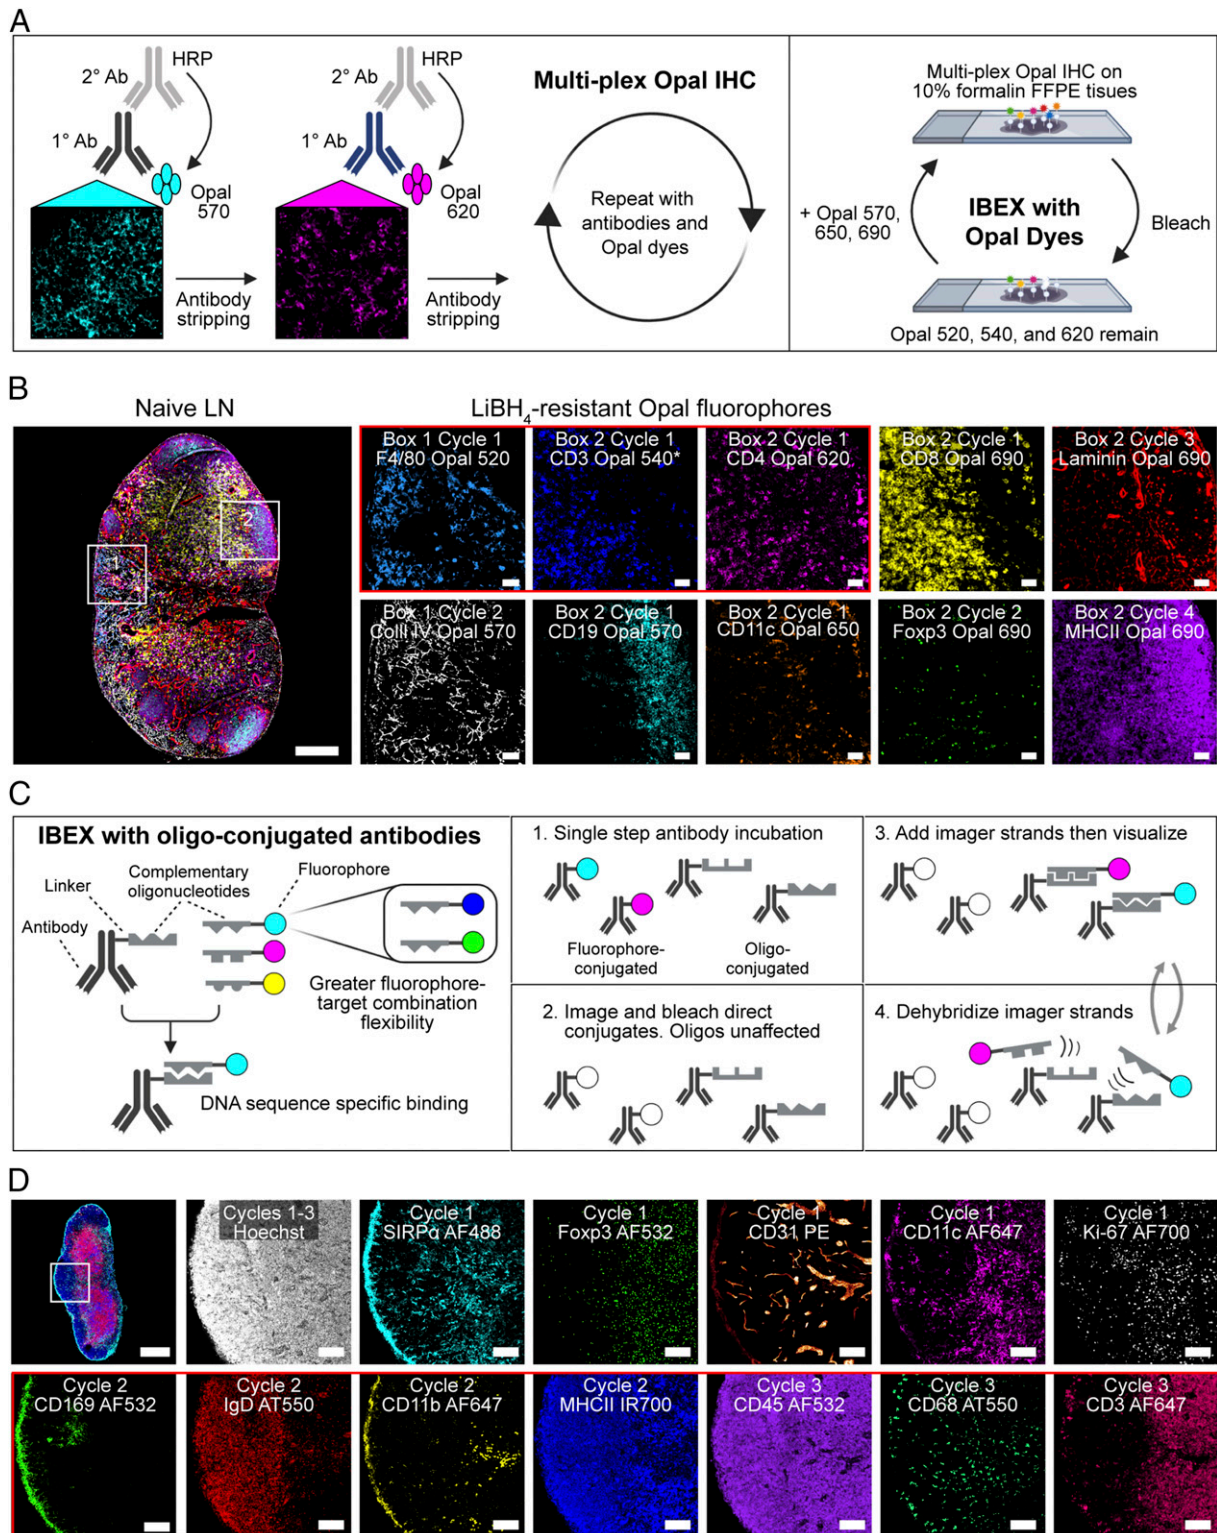 A
2° Ab
HRP
1° Ab
Opal
570
Antibody
stripping
2° Ab
HRP
1° Ab
Opal
620
Antibody
stripping
Multi-plex Opal IHC
Repeat with
antibodies and
Opal dyes
Multi-plex Opal IHC on
10% formalin FFPE tisues
+ Opal 570,
650, 690
IBEX with
Opal Dyes
Bleach
Opal 520, 540, and 620 remain
B
Naive LN
LiBH4-resistant Opal fluorophores
1
2
Box 1 Cycle 1
F4/80 Opal 520
Box 2 Cycle 1
CD3 Opal 540*
Box 2 Cycle 1
CD4 Opal 620
Box 2 Cycle 1
CD8 Opal 690
Box 2 Cycle 3
Laminin Opal 690
Box 1 Cycle 2
Coll IV Opal 570
Box 2 Cycle 1
CD19 Opal 570
Box 2 Cycle 1
CD11c Opal 650
Box 2 Cycle 2
Foxp3 Opal 690
Box 2 Cycle 4
MHCII Opal 690
C
IBEX with oligo-conjugated antibodies
Linker
Complementary
oligonucleotides
Fluorophore
Antibody
Greater fluorophore-
target combination
flexibility
DNA sequence specific binding
1. Single step antibody incubation
Fluorophore-
conjugated
Oligo-
conjugated
2. Image and bleach direct
conjugates. Oligos unaffected
3. Add imager strands then visualize
4. Dehybridize imager strands
D
Cycles 1-3
Hoechst
Cycle 1
SIRPα AF488
Cycle 1
Foxp3 AF532
Cycle 1
CD31 PE
Cycle 1
CD11c AF647
Cycle 1
Ki-67 AF700
Cycle 2
CD169 AF532
Cycle 2
IgD AT550
Cycle 2
CD11b AF647
Cycle 2
MHCII IR700
Cycle 3
CD45 AF532
Cycle 3
CD68 AT550
Cycle 3
CD3 AF647